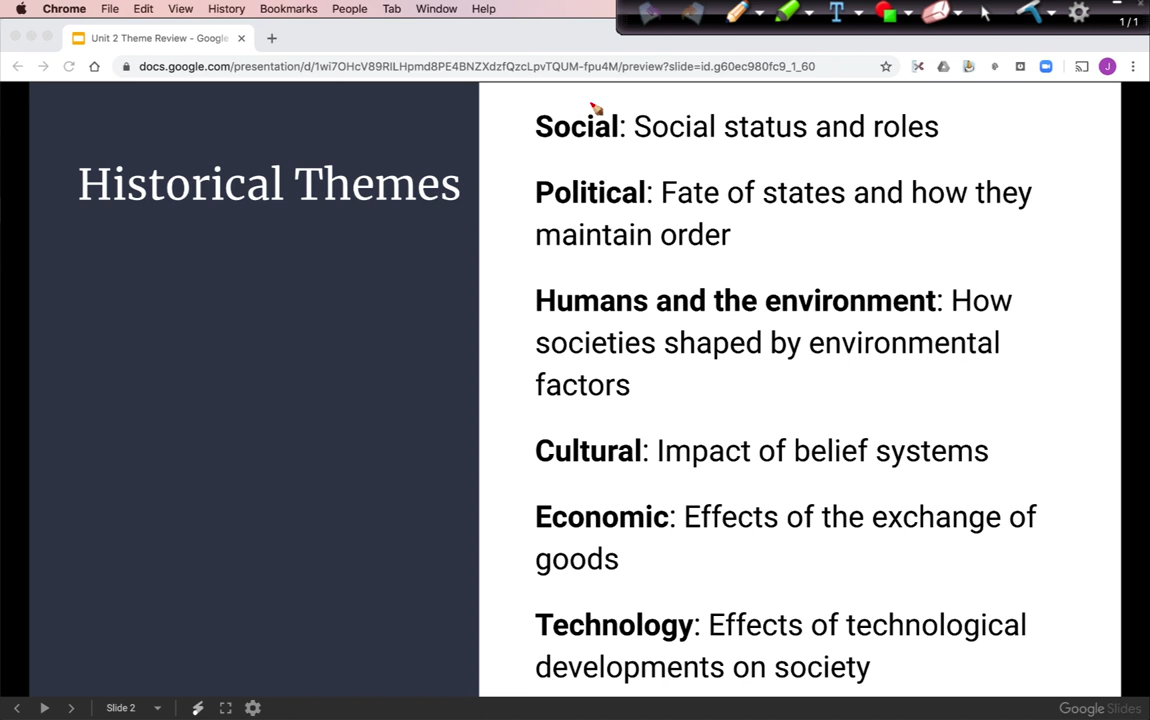 Chrome File Edit View History Bookmarks People Tab Window Help
1/1
Unit 2 Theme Review - Google
docs.google.com/presentation/d/1wi7OHcV89RILHpmd8PE4BNZXdzfQzcLpvTQUM-fpu4M/preview?slide=id.g60ec980fc9_1_60
J
Historical Themes
Social: Social status and roles
Political: Fate of states and how they
maintain order
Humans and the environment: How
societies shaped by environmental
factors
Cultural: Impact of belief systems
Economic: Effects of the exchange of
goods
Technology: Effects of technological
developments on society
Slide 2
Google Slides